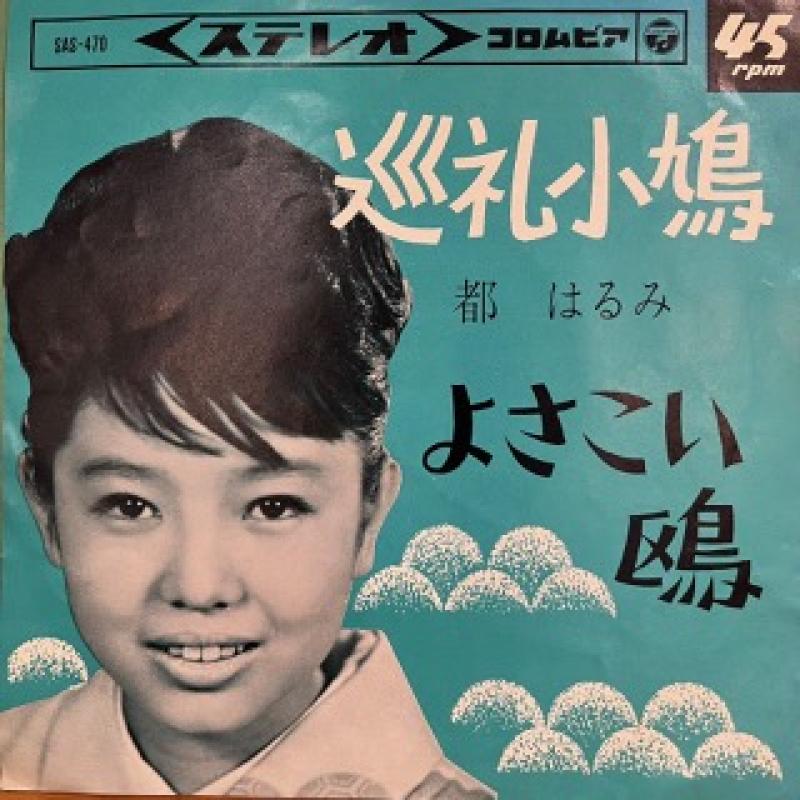 SAS-470 <ステレオ> コロムビア
45
rpm
巡礼小鳩
都 はるみ
よさこい
鴎